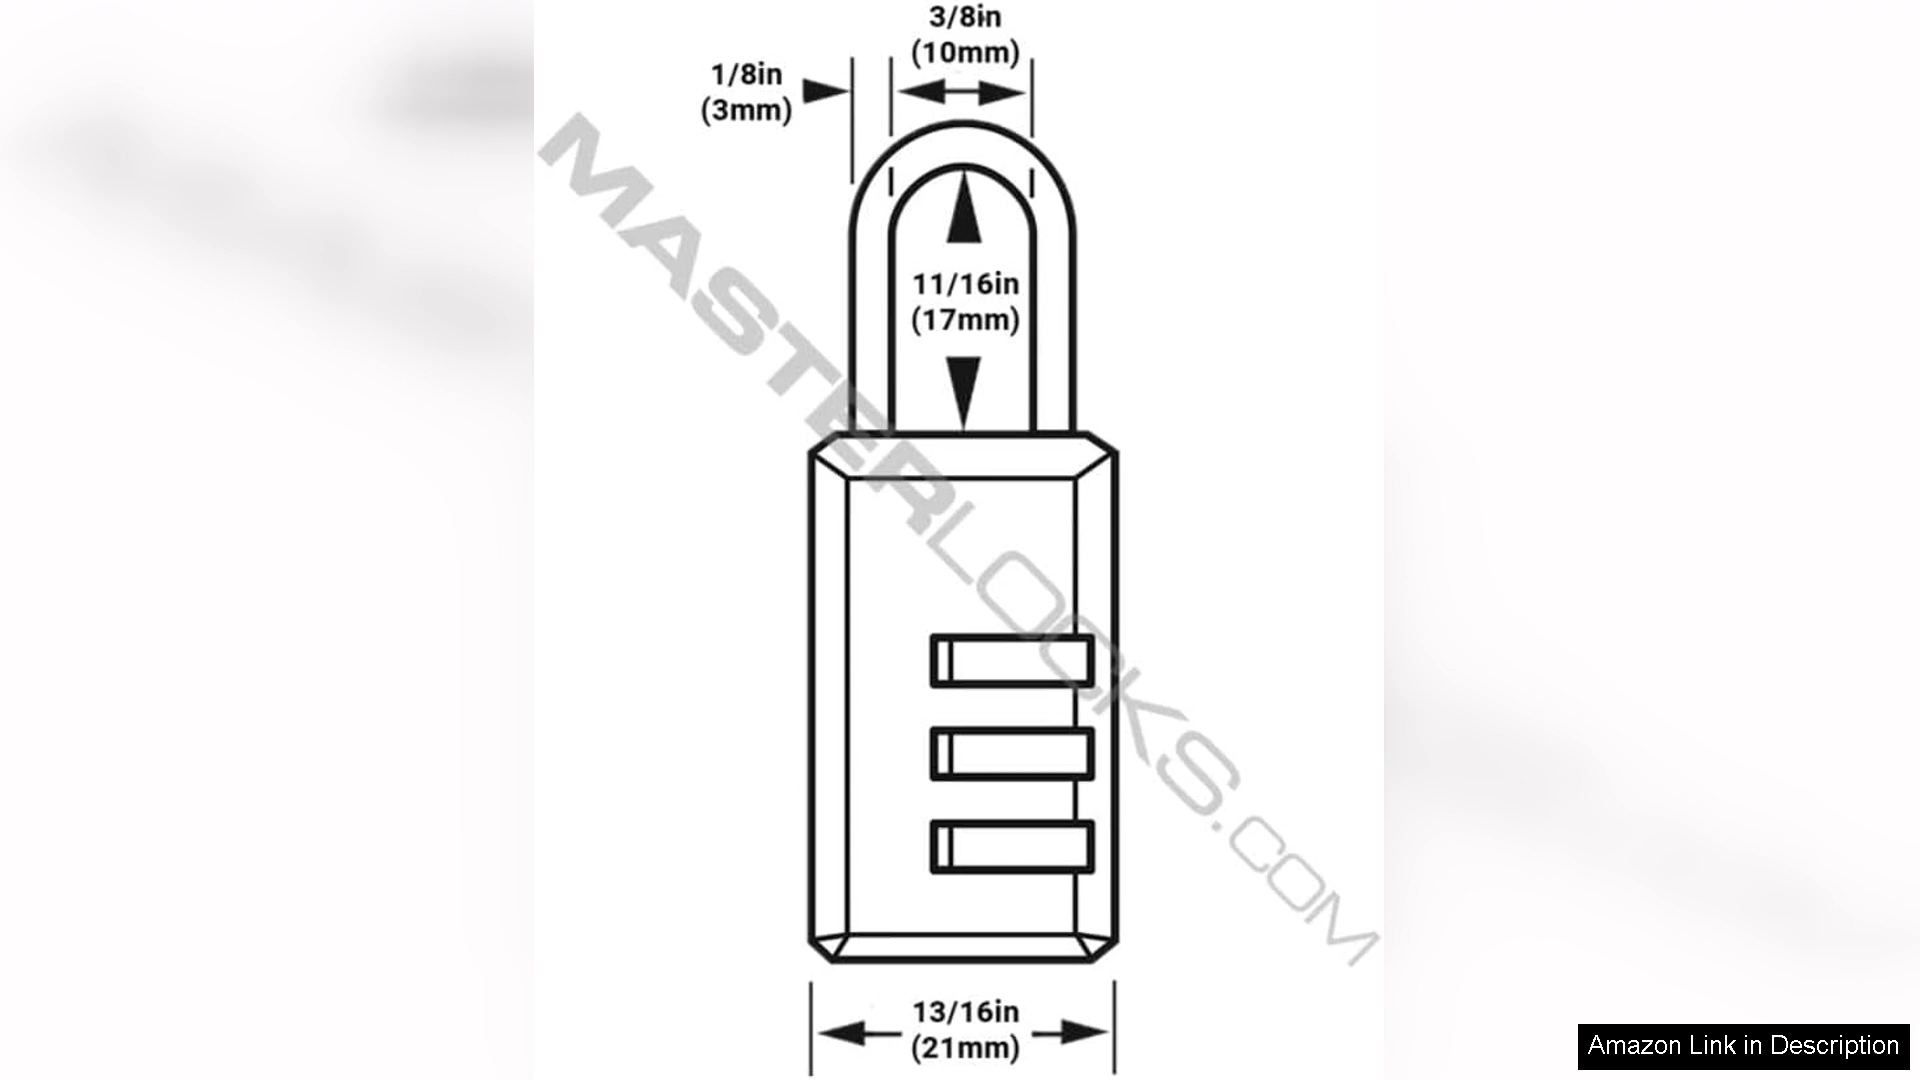 3/8in
(10mm)
1/8in
(3mm)
11/16in
(17mm)
MASTERLOCKS.COM
13/16in
(21mm)
Amazon Link in Description